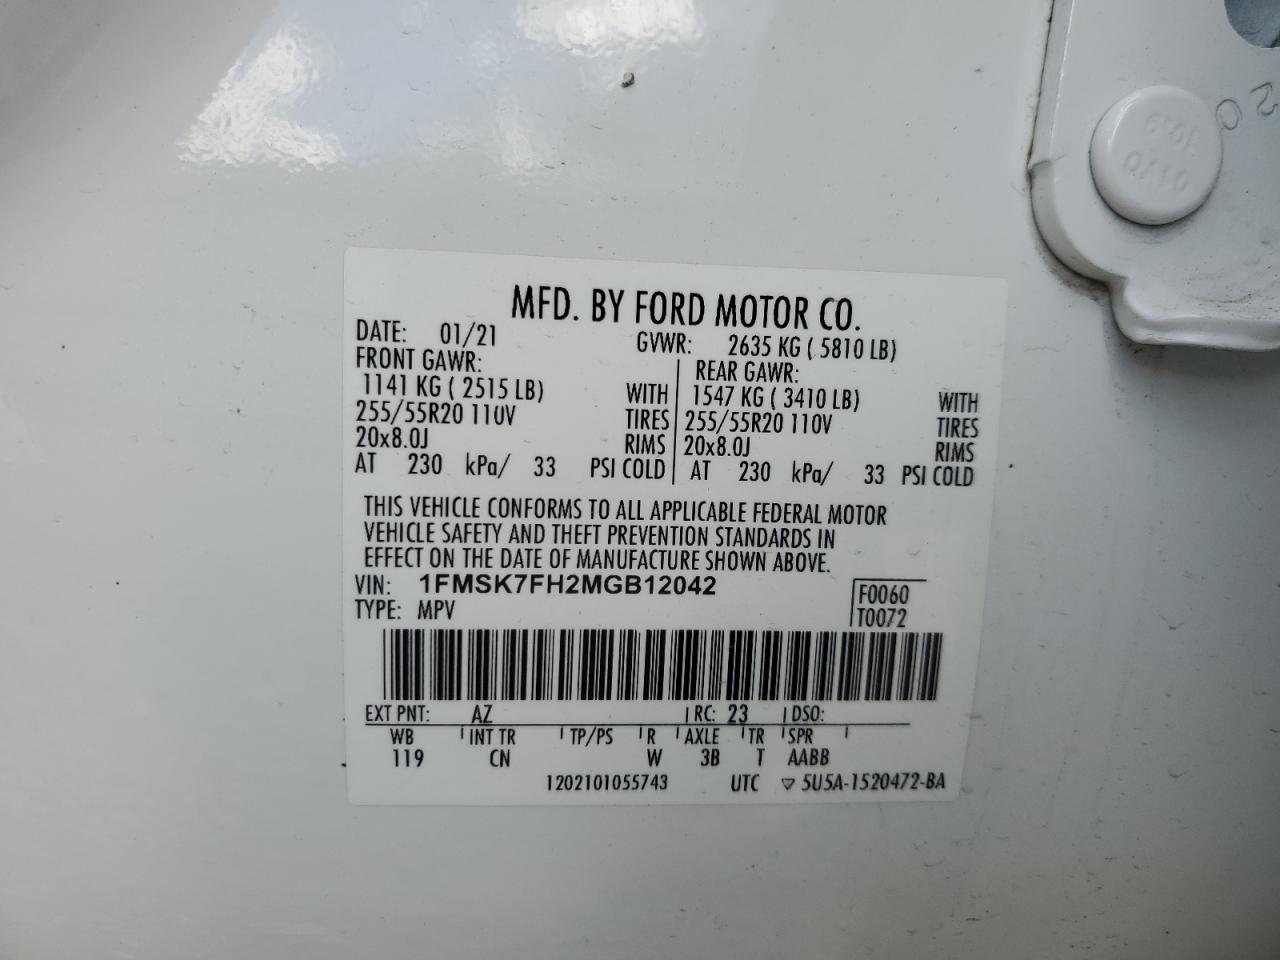 MFD. BY FORD MOTOR CO.
DATE: 01/21 GVWR: 2635 KG ( 5810 LB)
FRONT GAWR: REAR GAWR:
1141 KG ( 2515 LB) WITH 1547 KG ( 3410 LB) WITH
255/55R20 110V TIRES 255/55R20 110V TIRES
20x8.0J RIMS 20x8.0J RIMS
AT 230 kPa/ 33 PSI COLD AT 230 kPa/ 33 PSI COLD
THIS VEHICLE CONFORMS TO ALL APPLICABLE FEDERAL MOTOR
VEHICLE SAFETY AND THEFT PREVENTION STANDARDS IN
EFFECT ON THE DATE OF MANUFACTURE SHOWN ABOVE.
VIN: 1FMSK7FH2MGB12042
TYPE: MPV
F0060
T0072
EXT PNT: AZ RC: 23 DSO:
WB INT TR TP/PS R AXLE TR SPR
119 CN W 3B T AABB
1202101055743 UTC 5U5A-1520472-BA